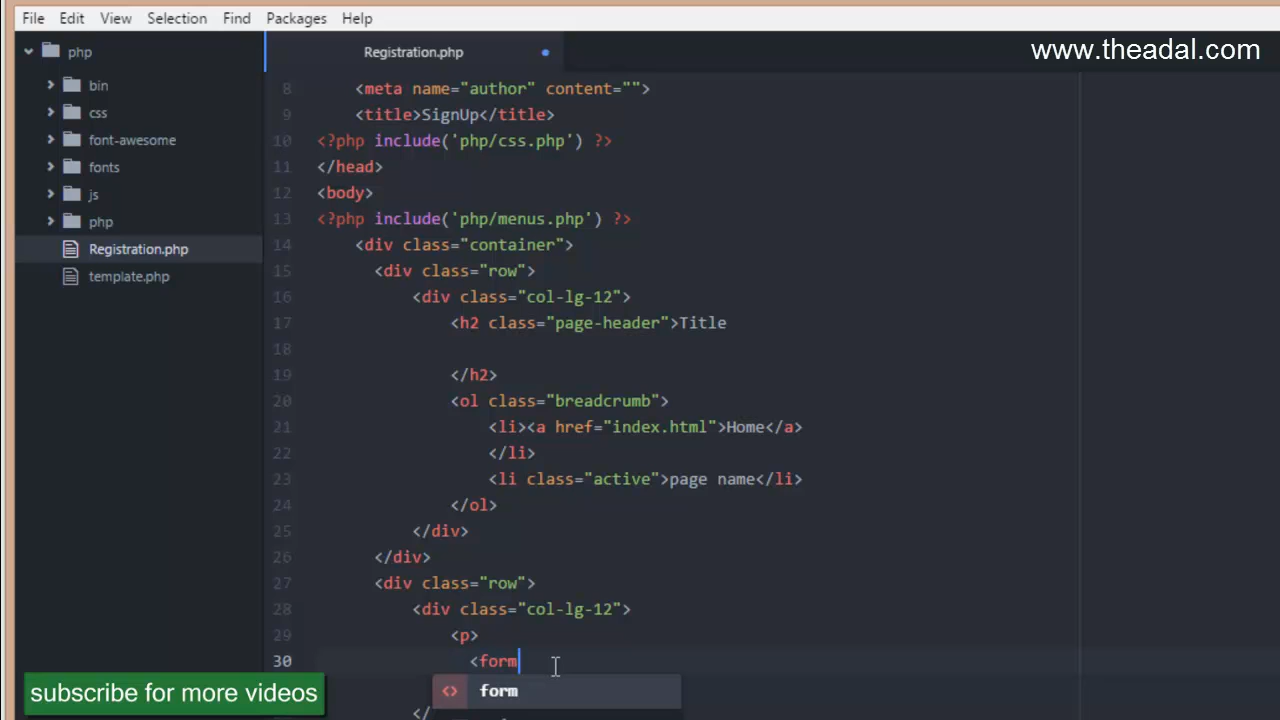 File Edit View Selection Find Packages Help
php
Registration.php
www.theadal.com
bin
css
font-awesome
fonts
js
php
Registration.php
template.php
8 <meta name="author" content="">
9 <title>SignUp</title>
10 <?php include('php/css.php') ?>
11 </head>
12 <body>
13 <?php include('php/menus.php') ?>
14 <div class="container">
15 <div class="row">
16 <div class="col-lg-12">
17 <h2 class="page-header">Title
18
19 </h2>
20 <ol class="breadcrumb">
21 <li><a href="index.html">Home</a>
22 </li>
23 <li class="active">page name</li>
24 </ol>
25 </div>
26 </div>
27 <div class="row">
28 <div class="col-lg-12">
29 <p>
30 <form
<> form
</
subscribe for more videos